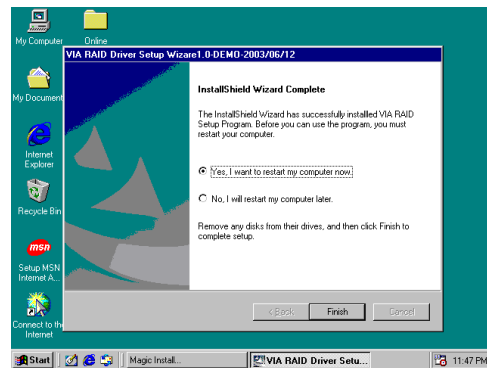 My Computer
Online
VIA RAID Driver Setup Wizare1.0-DEMO-2003/06/12
My Document
InstallShield Wizard Complete
The InstallShield Wizard has successfully installled VIA RAID
Setup Program. Before you can use the program, you must
restart your computer.
Internet
Explorer
Yes, I want to restart my computer now.
No, I will restart my computer later.
Recycle Bin
Remove any disks from their drives, and then click Finish to
complete setup.
msn
Setup MSN
Internet A...
< Back
Finish
Cancel
Connect to the
Internet
Start
Magic Install...
VIA RAID Driver Setu...
11:47 PM